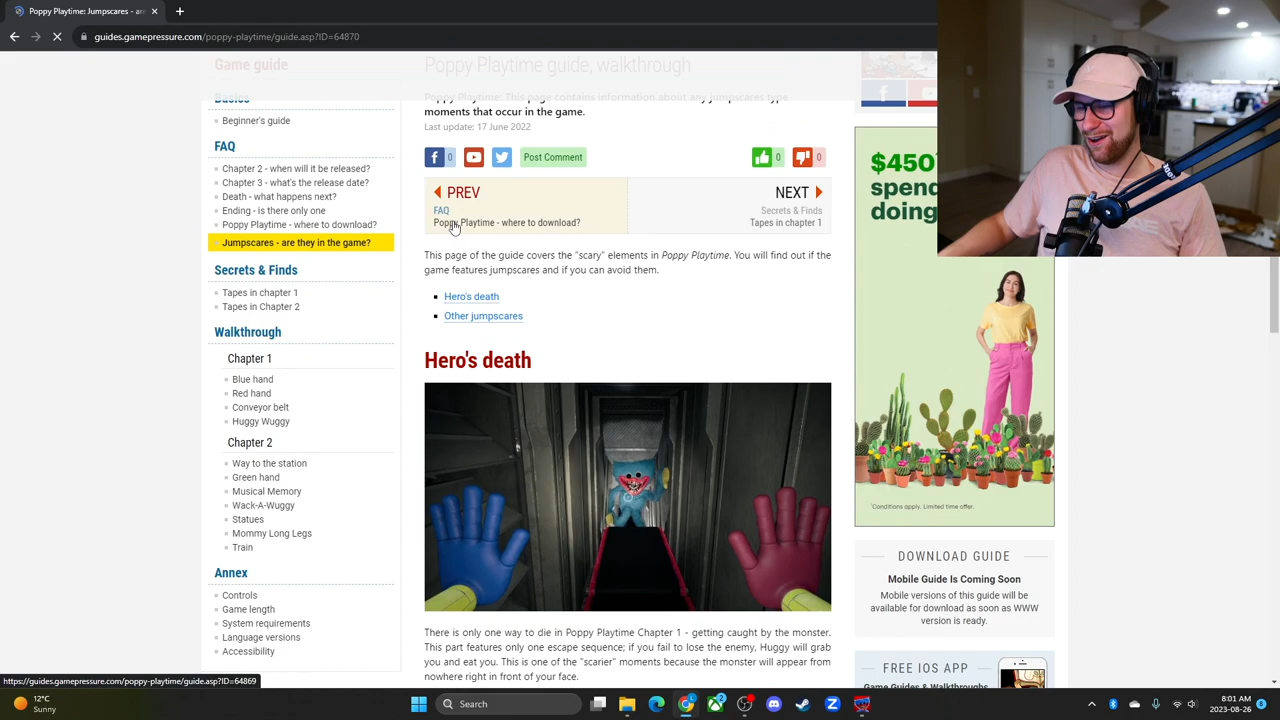 Poppy Playtime: Jumpscares - are
guides.gamepressure.com/poppy-playtime/guide.asp?ID=64870
Game guide
Basics
Beginner's guide
FAQ
Chapter 2 - when will it be released?
Chapter 3 - what's the release date?
Death - what happens next?
Ending - is there only one
Poppy Playtime - where to download?
Jumpscares - are they in the game?
Secrets & Finds
Tapes in chapter 1
Tapes in Chapter 2
Walkthrough
Chapter 1
Blue hand
Red hand
Conveyor belt
Huggy Wuggy
Chapter 2
Way to the station
Green hand
Musical Memory
Wack-A-Wuggy
Statues
Mommy Long Legs
Train
Annex
Controls
Game length
System requirements
Language versions
Accessibility
Poppy Playtime guide, walkthrough
Poppy Playtime: This page contains information about any jumpscares type
moments that occur in the game.
Last update: 17 June 2022
0
Post Comment
0
0
PREV
FAQ
Poppy Playtime - where to download?
NEXT
Secrets & Finds
Tapes in chapter 1
This page of the guide covers the "scary" elements in Poppy Playtime. You will find out if the
game features jumpscares and if you can avoid them.
Hero's death
Other jumpscares
Hero's death
There is only one way to die in Poppy Playtime Chapter 1 - getting caught by the monster.
This part features only one escape sequence; if you fail to lose the enemy, Huggy will grab
you and eat you. This is one of the "scarier" moments because the monster will appear from
nowhere right in front of your face.
$450
spend
doing
Conditions apply. Limited time offer.
DOWNLOAD GUIDE
Mobile Guide Is Coming Soon
Mobile versions of this guide will be
available for download as soon as WWW
version is ready.
FREE IOS APP
Game Guides & Walkthroughs
https://guides.gamepressure.com/poppy-playtime/guide.asp?ID=64869
12°C
Sunny
Search
8:01 AM
2023-08-26